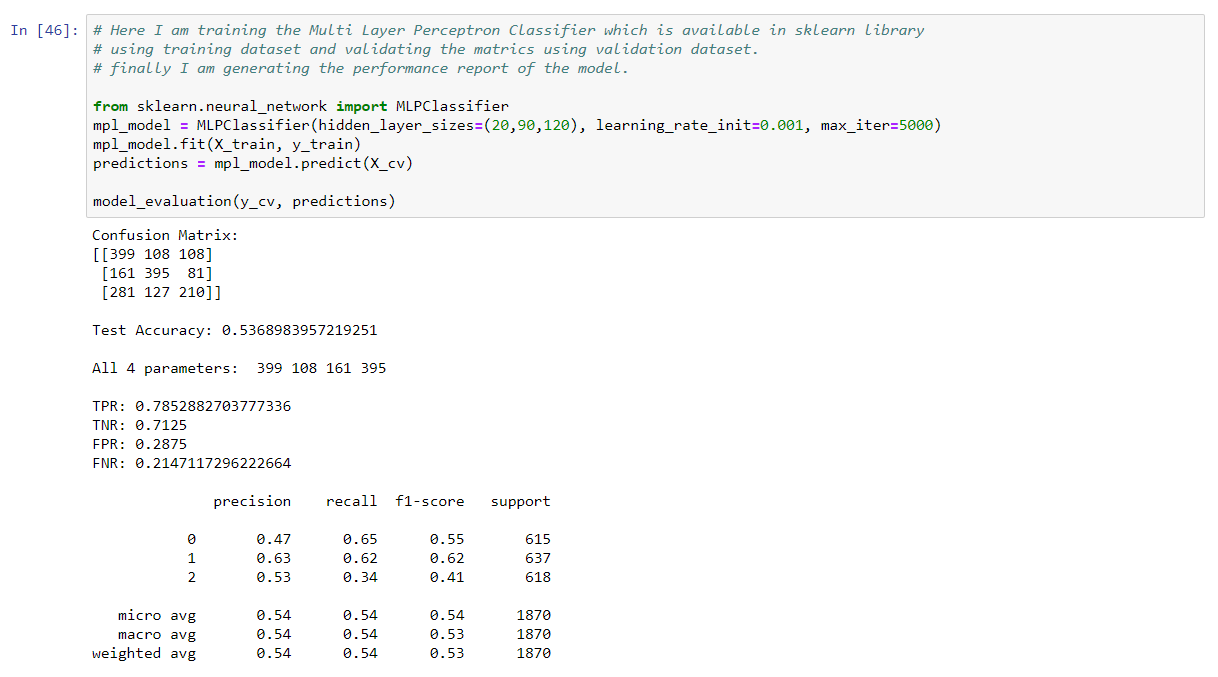 In [46]: # Here I am training the Multi Layer Perceptron Classifier which is available in sklearn library
# using training dataset and validating the matrics using validation dataset.
# finally I am generating the performance report of the model.
from sklearn.neural_network import MLPClassifier
mpl_model = MLPClassifier(hidden_layer_sizes=(20,90,120), learning_rate_init=0.001, max_iter=5000)
mpl_model.fit(X_train, y_train)
predictions = mpl_model.predict(X_cv)
model_evaluation(y_cv, predictions)
Confusion Matrix:
[[399 108 108]
[161 395 81]
[281 127 210]]
Test Accuracy: 0.5368983957219251
All 4 parameters: 399 108 161 395
TPR: 0.7852882703777336
TNR: 0.7125
FPR: 0.2875
FNR: 0.2147117296222664
precision recall f1-score support
0 0.47 0.65 0.55 615
1 0.63 0.62 0.62 637
2 0.53 0.34 0.41 618
micro avg 0.54 0.54 0.54 1870
macro avg 0.54 0.54 0.53 1870
weighted avg 0.54 0.54 0.53 1870